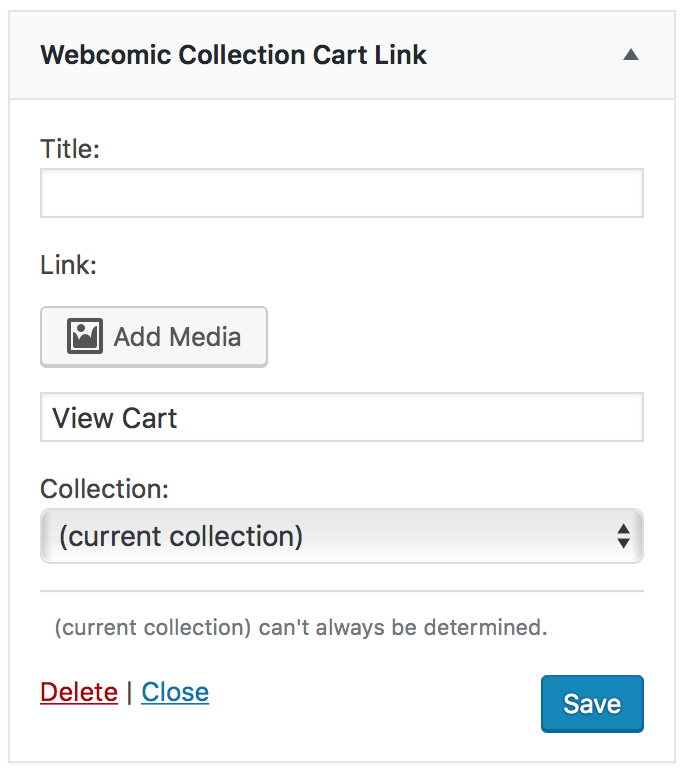 Webcomic Collection Cart Link
Title:
Link:
Add Media
View Cart
Collection:
(current collection)
(current collection) can't always be determined.
Delete | Close
Save